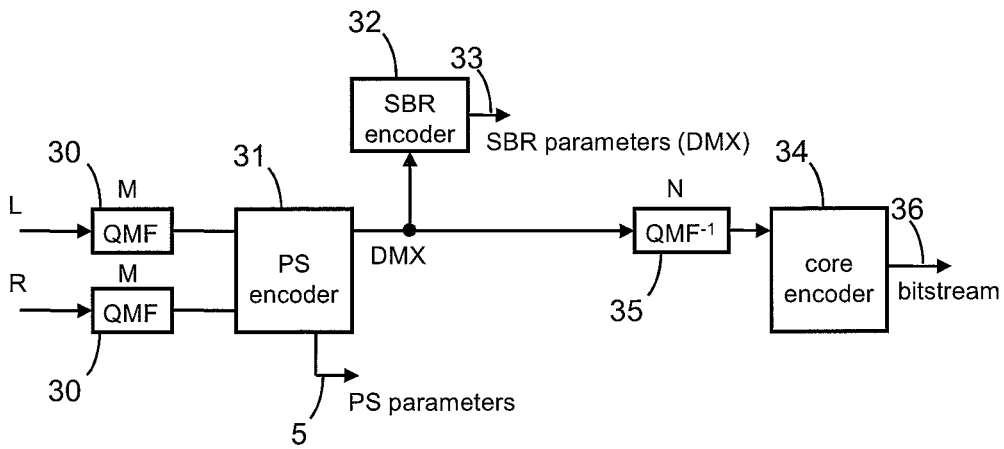 32
33
SBR
encoder
SBR parameters (DMX)
30
31
34
M
N
36
L
QMF
QMF-1
DMX
PS
encoder
core
encoder
M
R
QMF
35
bitstream
30
5
PS parameters